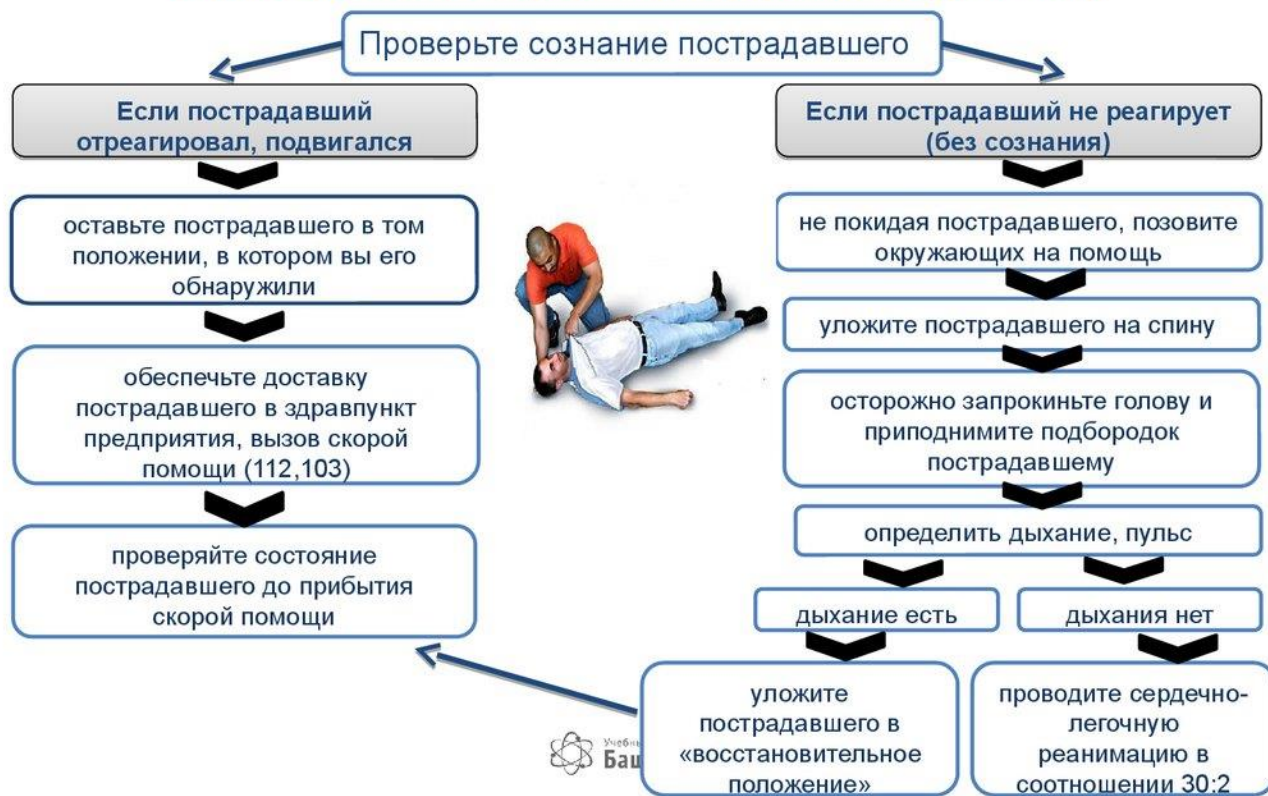 Проверьте сознание пострадавшего
Если пострадавший
отреагировал, подвигался
оставьте пострадавшего в том
положении, в котором вы его
обнаружили
обеспечьте доставку
пострадавшего в здравпункт
предприятия, вызов скорой
помощи (112,103)
проверяйте состояние
пострадавшего до прибытия
скорой помощи
Если пострадавший не реагирует
(без сознания)
не покидая пострадавшего, позовите
окружающих на помощь
уложите пострадавшего на спину
осторожно запрокиньте голову и
приподнимите подбородок
пострадавшему
определить дыхание, пульс
дыхание есть
дыхания нет
уложите
пострадавшего в
«восстановительное
положение»
проводите сердечно-
легочную
реанимацию в
соотношении 30:2